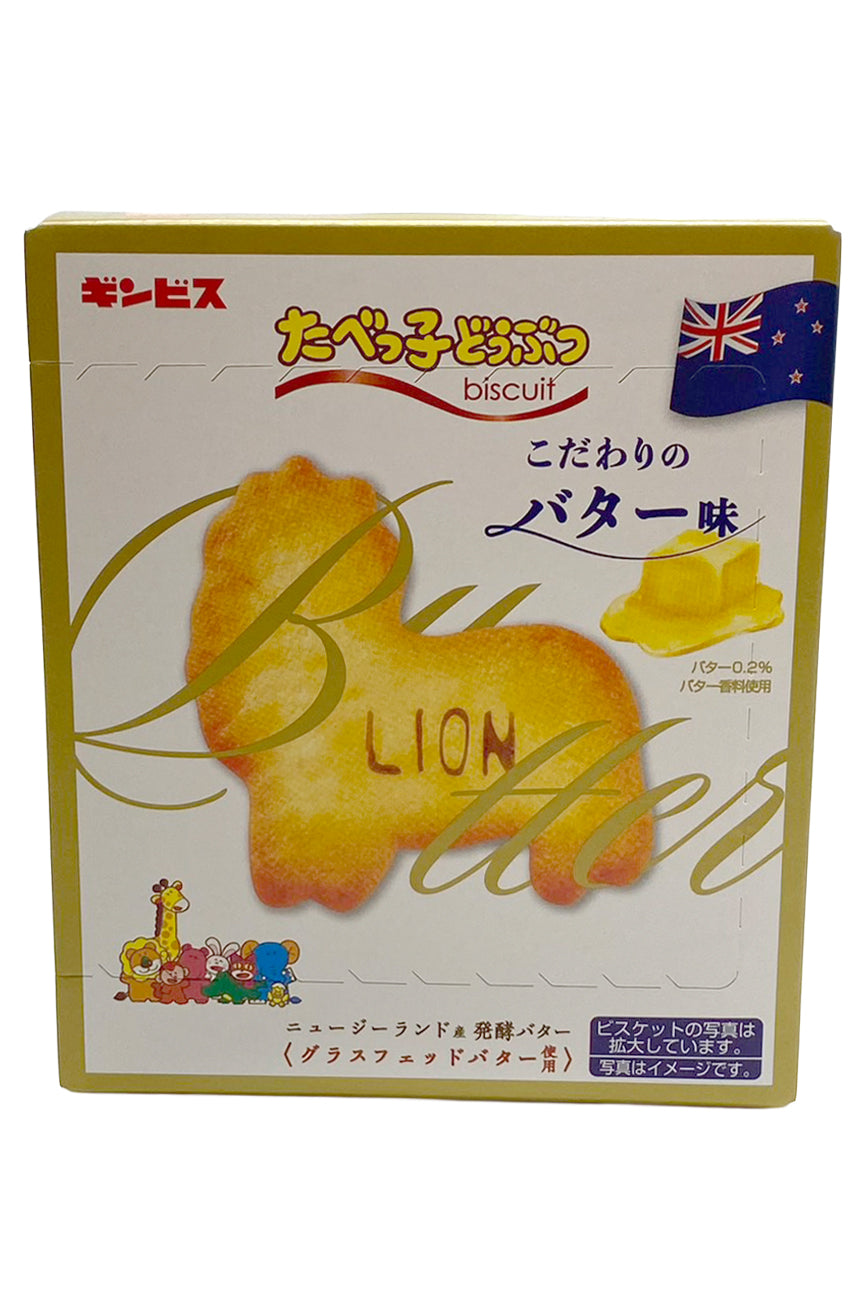 ギンビス
たべっ子どうぶつ
biscuit
こだわりの
バター味
Butter
LION
バター0.2%
バター香料使用
ニュージーランド産 発酵バター
〈グラスフェッドバター使用〉
ビスケットの写真は
拡大しています。
写真はイメージです。